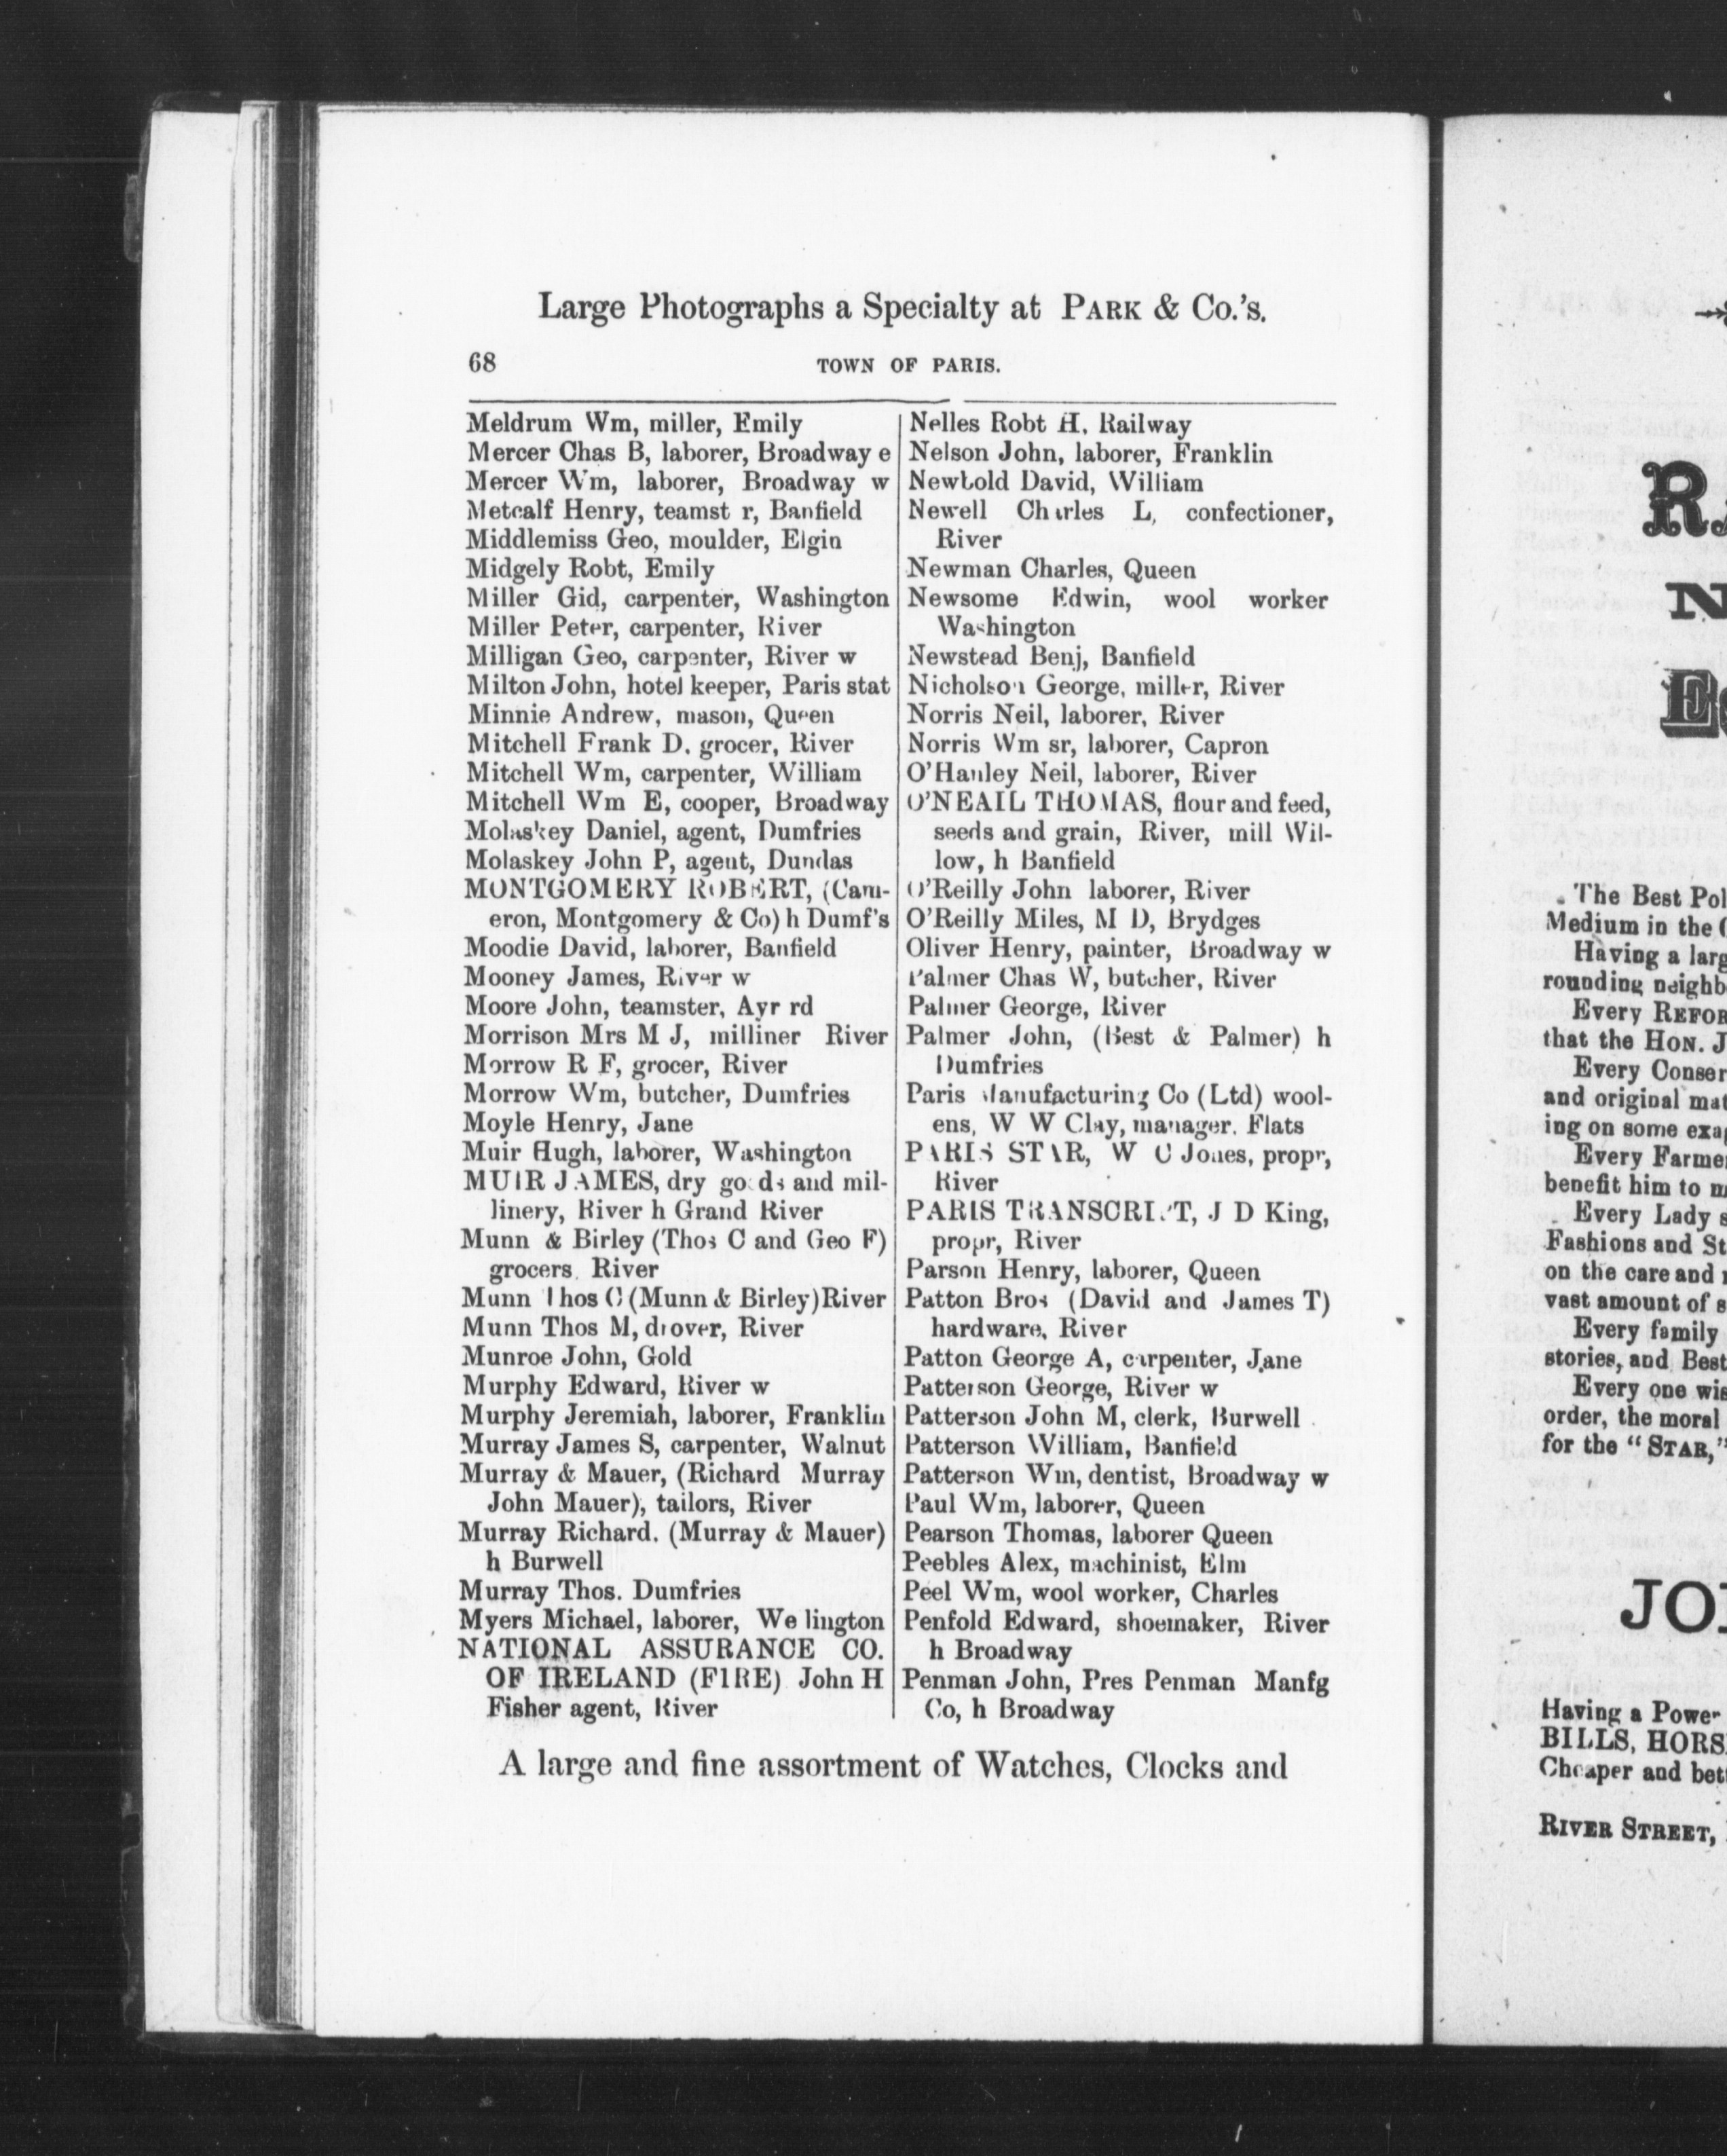 Large Photographs a Specialty at PARK & Co.'s.
68
TOWN OF PARIS.
Meldrum Wm, miller, Emily
Mercer Chas B, laborer, Broadway e
Mercer Wm, laborer, Broadway w
Metcalf Henry, teamst r, Banfield
Middlemiss Geo, moulder, Elgin
Midgely Robt, Emily
Miller Gid, carpenter, Washington
Miller Peter, carpenter, River
Milligan Geo, carpenter, River w
Milton John, hotel keeper, Paris stat
Minnie Andrew, mason, Queen
Mitchell Frank D, grocer, River
Mitchell Wm, carpenter, William
Mitchell Wm E, cooper, Broadway
Molaskey Daniel, agent, Dumfries
Molaskey John P, agent, Dundas
MONTGOMERY ROBERT, (Cam-
eron, Montgomery & Co) h Dumf's
Moodie David, laborer, Banfield
Mooney James, River w
Moore John, teamster, Ayr rd
Morrison Mrs M J, milliner River
Morrow R F, grocer, River
Morrow Wm, butcher, Dumfries
Moyle Henry, Jane
Muir Hugh, laborer, Washington
MUIR JAMES, dry goods and mil-
linery, River h Grand River
Munn & Birley (Thos C and Geo F)
grocers, River
Munn Thos C (Munn & Birley) River
Munn Thos M, drover, River
Munroe John, Gold
Murphy Edward, River w
Murphy Jeremiah, laborer, Franklin
Murray James S, carpenter, Walnut
Murray & Mauer, (Richard Murray
John Mauer), tailors, River
Murray Richard. (Murray & Mauer)
h Burwell
Murray Thos. Dumfries
Myers Michael, laborer, We lington
NATIONAL ASSURANCE CO.
OF IRELAND (FIRE) John H
Fisher agent, River
Nelles Robt H, Railway
Nelson John, laborer, Franklin
Newbold David, William
Newell Charles L, confectioner,
River
Newman Charles, Queen
Newsome Edwin, wool worker
Washington
Newstead Benj, Banfield
Nicholson George, miller, River
Norris Neil, laborer, River
Norris Wm sr, laborer, Capron
O'Hanley Neil, laborer, River
O'NEAIL THOMAS, flour and feed,
seeds and grain, River, mill Wil-
low, h Banfield
O'Reilly John laborer, River
O'Reilly Miles, M D, Brydges
Oliver Henry, painter, Broadway w
Palmer Chas W, butcher, River
Palmer George, River
Palmer John, (Best & Palmer) h
Dumfries
Paris Manufacturing Co (Ltd) wool-
ens, W W Clay, manager. Flats
PARIS STAR, W C Jones, propr,
River
PARIS TRANSCRIPT, J D King,
propr, River
Parson Henry, laborer, Queen
Patton Bros (David and James T)
hardware, River
Patton George A, carpenter, Jane
Patterson George, River w
Patterson John M, clerk, Burwell
Patterson William, Banfield
Patterson Wm, dentist, Broadway w
Paul Wm, laborer, Queen
Pearson Thomas, laborer Queen
Peebles Alex, machinist, Elm
Peel Wm, wool worker, Charles
Penfold Edward, shoemaker, River
h Broadway
Penman John, Pres Penman Manfg
Co, h Broadway
A large and fine assortment of Watches, Clocks and
The Best Pol
Medium in the
Having a larg
rounding neighb
Every REFOR
that the HON. J
Every Conser
and original mat
ing on some exa
Every Farme
benefit him to m
Every Lady s
Fashions and St
on the care and
vast amount of s
Every family
stories, and Best
Every one wis
order, the moral
for the "STAR,"
JO
Having a Power
BILLS, HORS
Cheaper and bet
RIVER STREET,